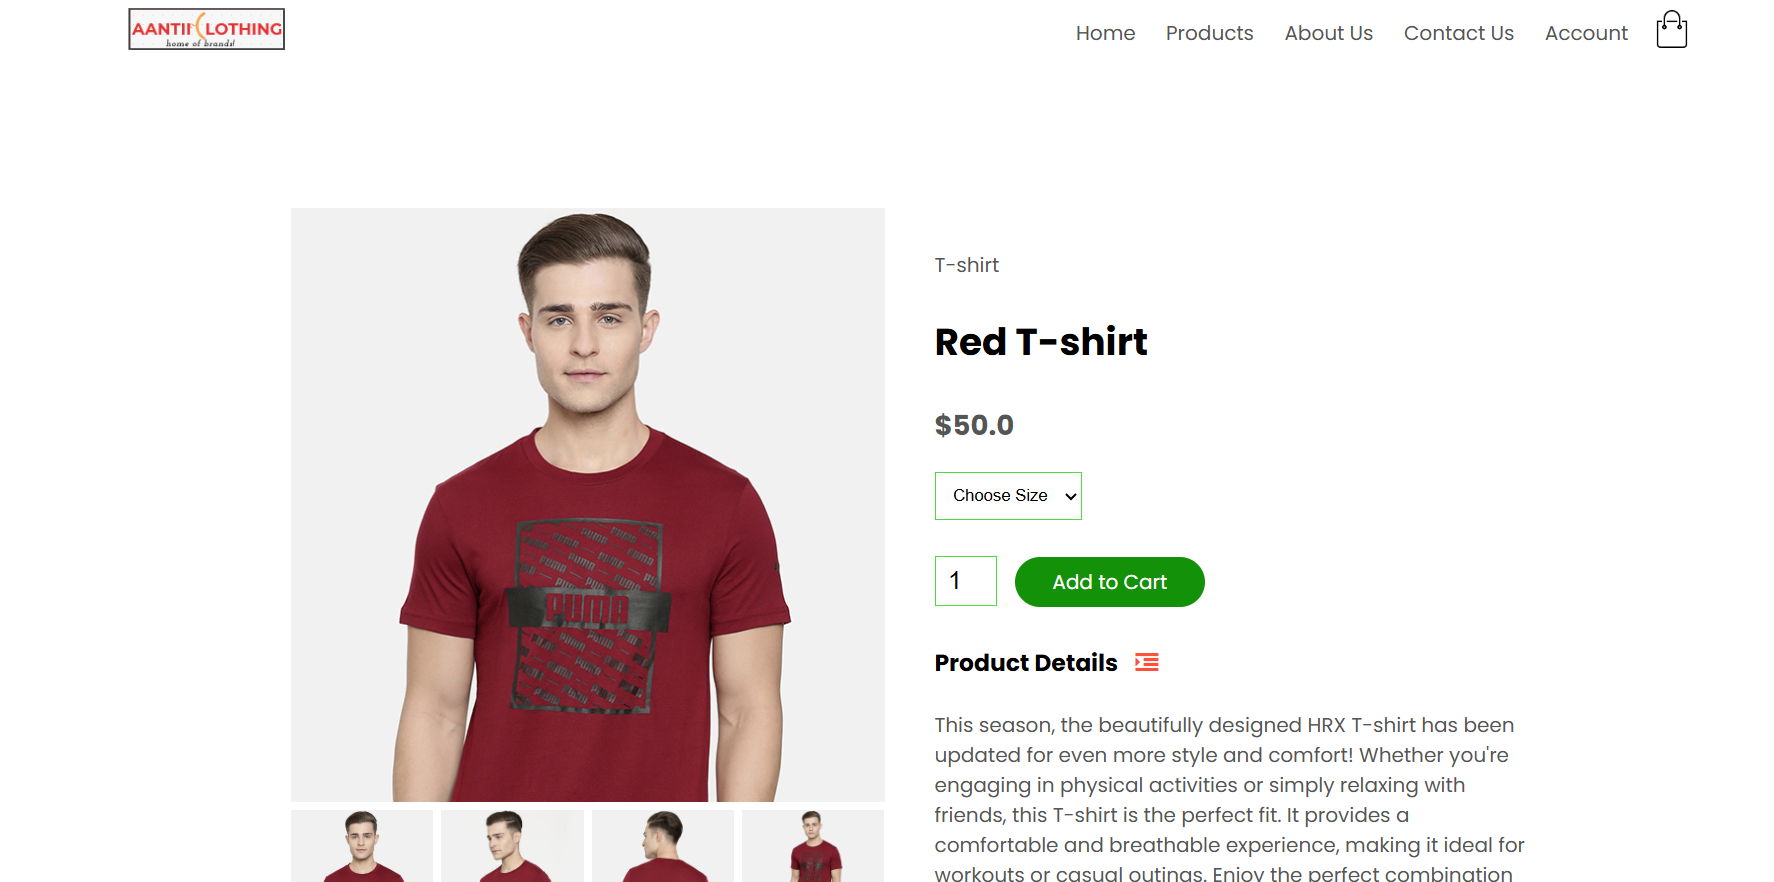 AANTII CLOTHING
home of brands!
Home Products About Us Contact Us Account
T-shirt
Red T-shirt
$50.0
Choose Size
1 Add to Cart
Product Details
This season, the beautifully designed HRX T-shirt has been
updated for even more style and comfort! Whether you're
engaging in physical activities or simply relaxing with
friends, this T-shirt is the perfect fit. It provides a
comfortable and breathable experience, making it ideal for
workouts or casual outings. Enjoy the perfect combination
PUMA